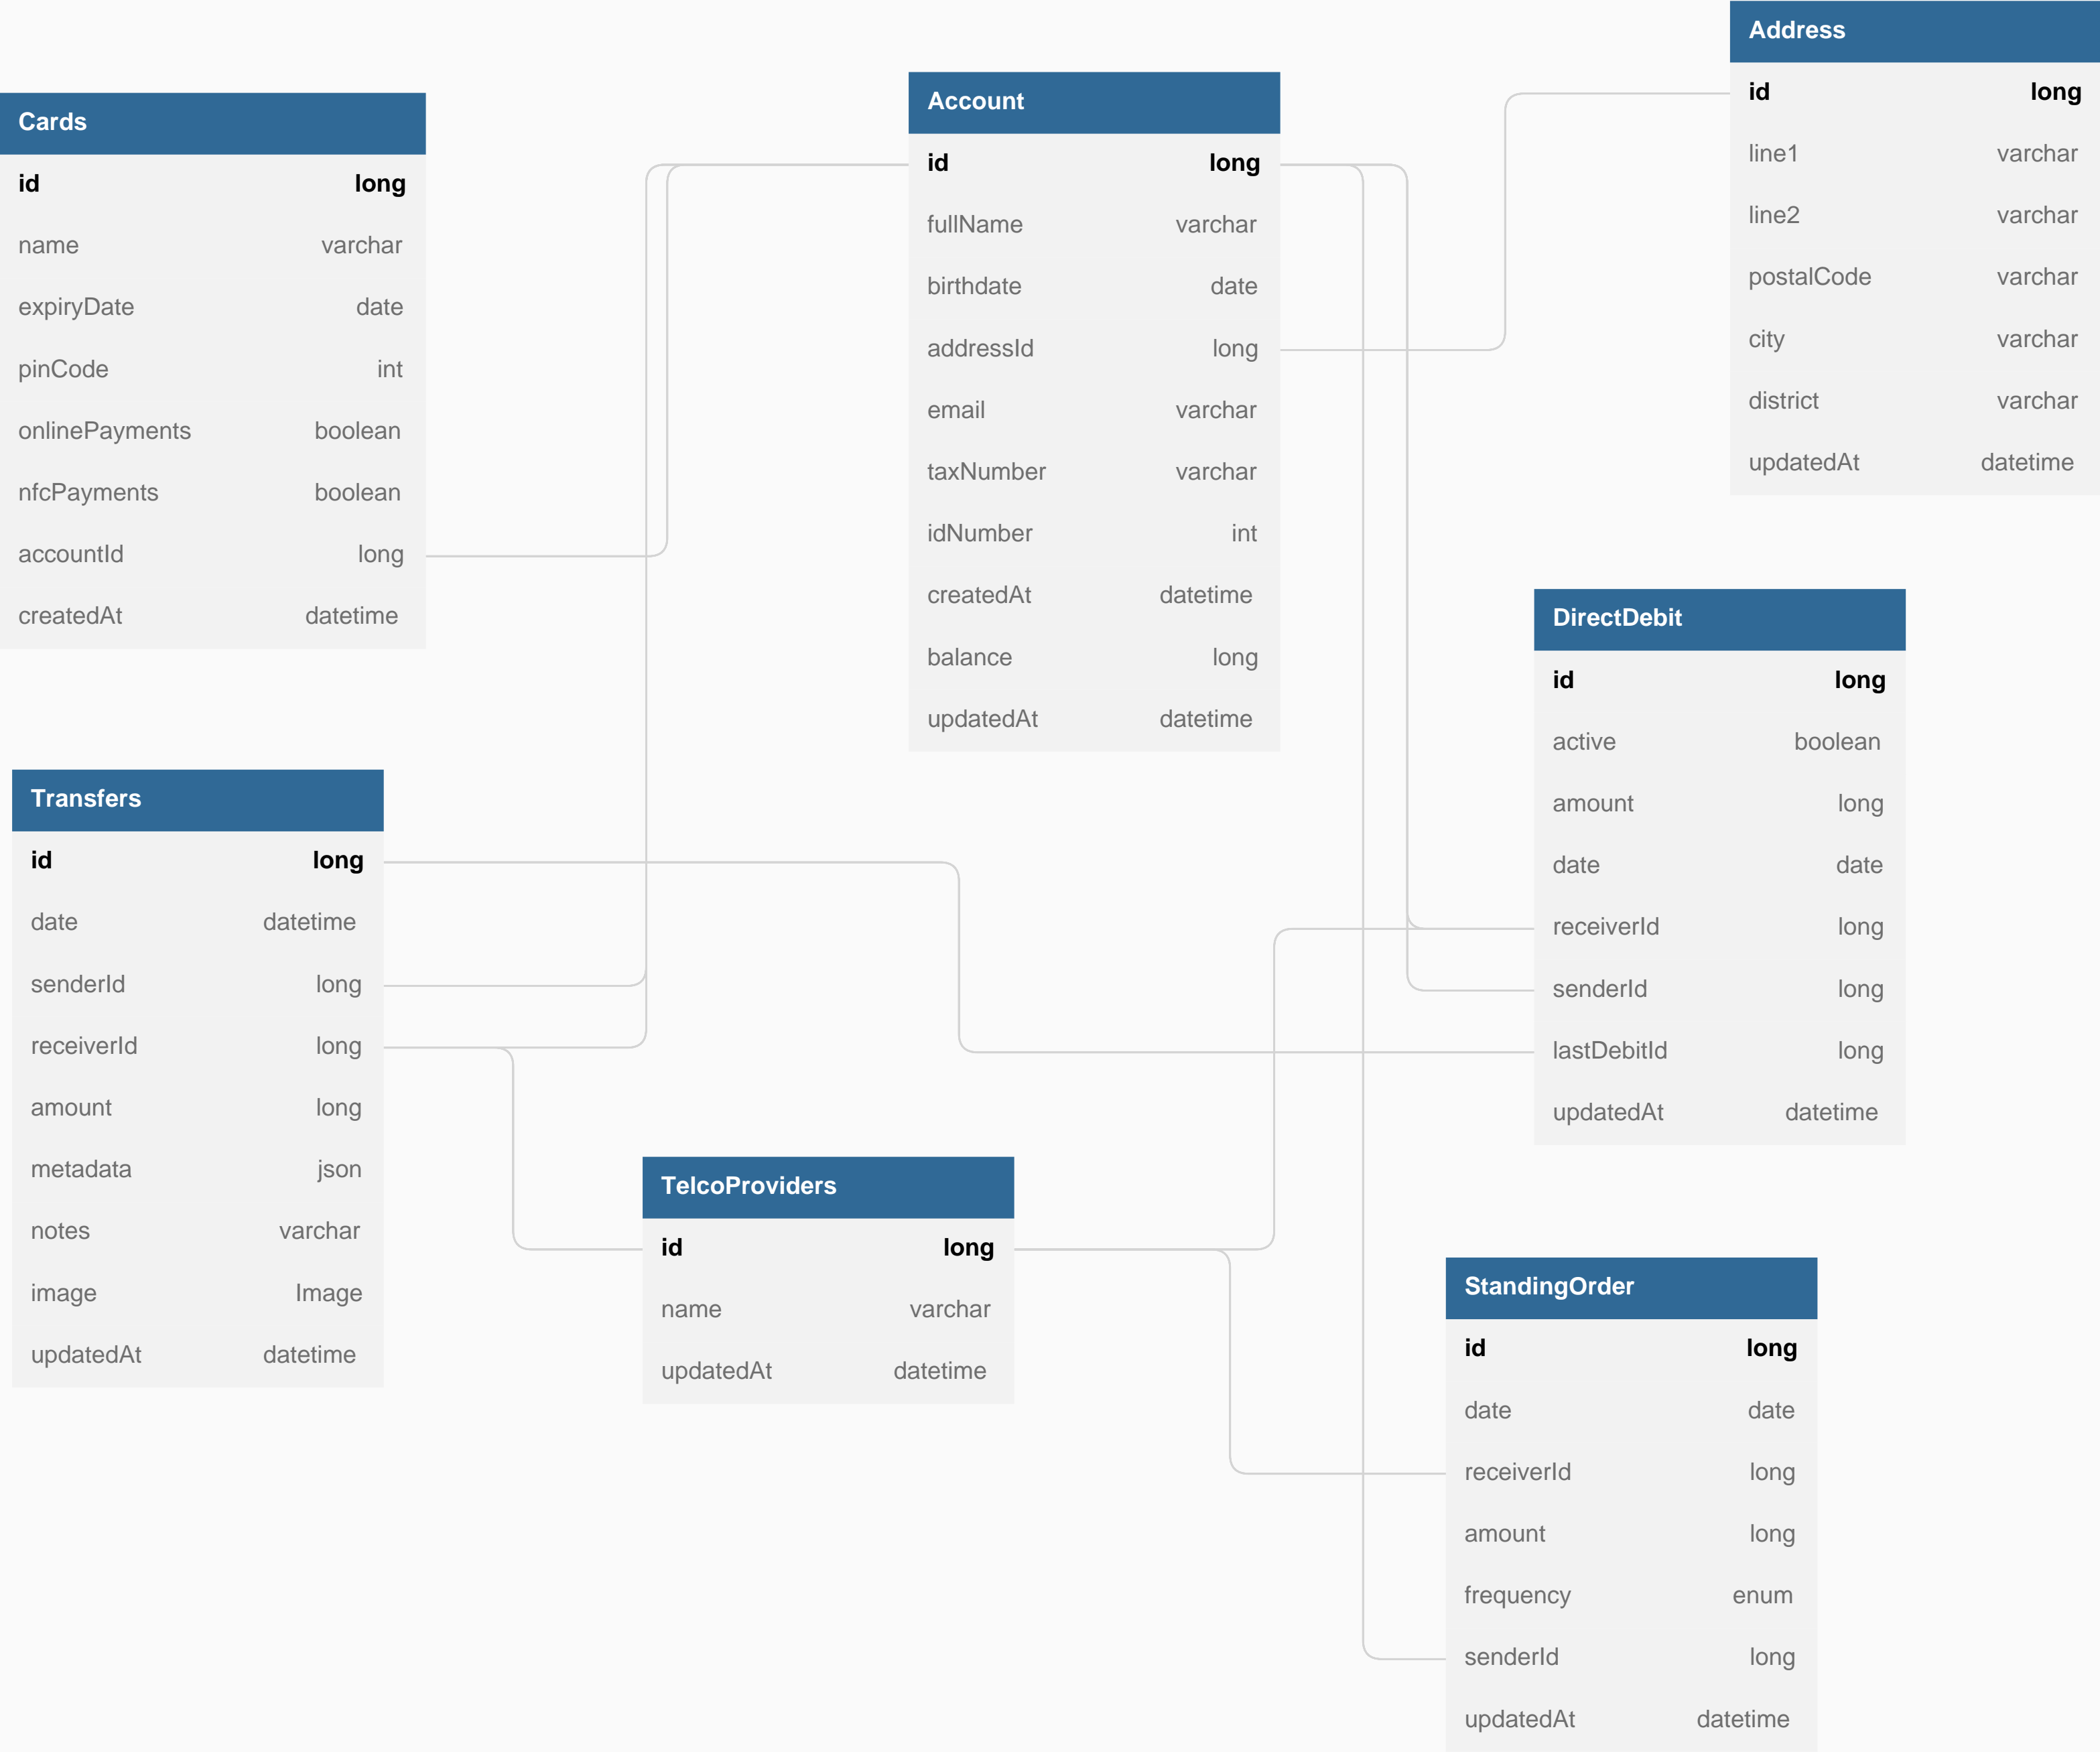 Cards
id long
name varchar
expiryDate date
pinCode int
onlinePayments boolean
nfcPayments boolean
accountId long
createdAt datetime
Account
id long
fullName varchar
birthdate date
addressId long
email varchar
taxNumber varchar
idNumber int
createdAt datetime
balance long
updatedAt datetime
Address
id long
line1 varchar
line2 varchar
postalCode varchar
city varchar
district varchar
updatedAt datetime
DirectDebit
id long
active boolean
amount long
date date
receiverId long
senderId long
lastDebitId long
updatedAt datetime
Transfers
id long
date datetime
senderId long
receiverId long
amount long
metadata json
notes varchar
image Image
updatedAt datetime
TelcoProviders
id long
name varchar
updatedAt datetime
StandingOrder
id long
date date
receiverId long
amount long
frequency enum
senderId long
updatedAt datetime